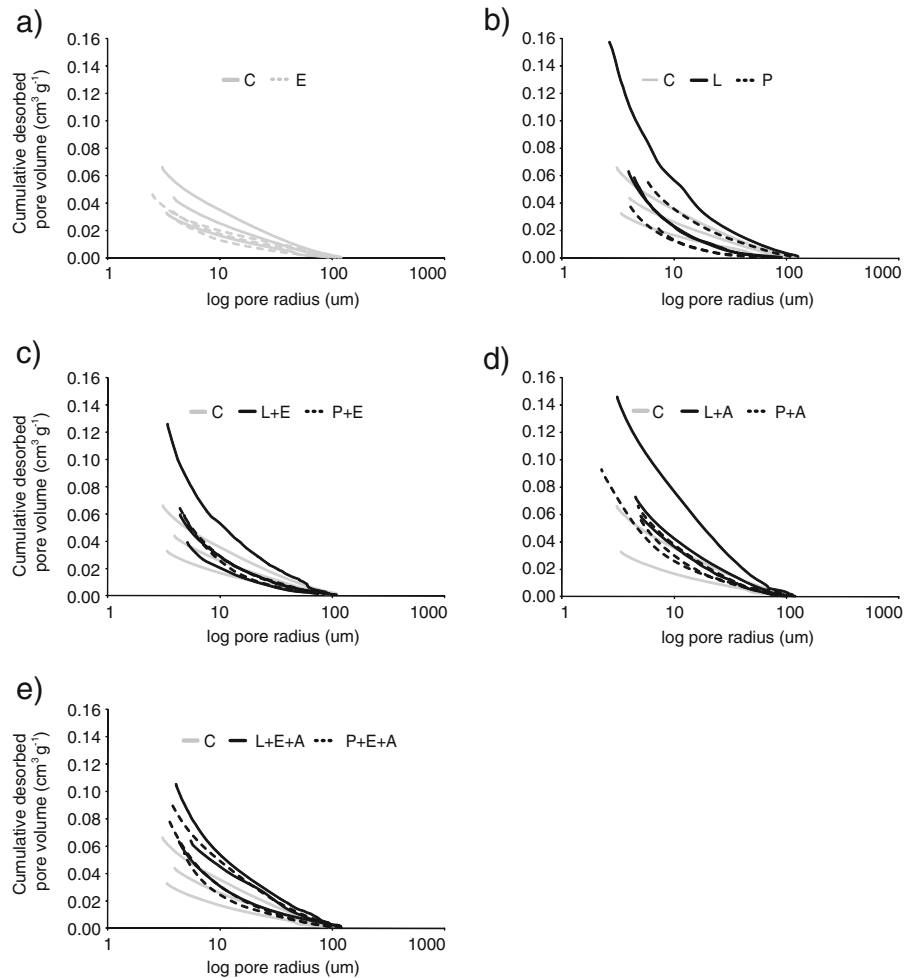 a)
Cumulative desorbed
pore volume (cm³ g⁻¹)
0.16
0.14
0.12
0.10
0.08
0.06
0.04
0.02
0.00
C E
1 10 100 1000
log pore radius (um)
b)
0.16
0.14
0.12
0.10
0.08
0.06
0.04
0.02
0.00
C L P
1 10 100 1000
log pore radius (um)
c)
Cumulative desorbed
pore volume (cm³ g⁻¹)
0.16
0.14
0.12
0.10
0.08
0.06
0.04
0.02
0.00
C L+E P+E
1 10 100 1000
log pore radius (um)
d)
0.16
0.14
0.12
0.10
0.08
0.06
0.04
0.02
0.00
C L+A P+A
1 10 100 1000
log pore radius (um)
e)
Cumulative desorbed
pore volume (cm³ g⁻¹)
0.16
0.14
0.12
0.10
0.08
0.06
0.04
0.02
0.00
C L+E+A P+E+A
1 10 100 1000
log pore radius (um)